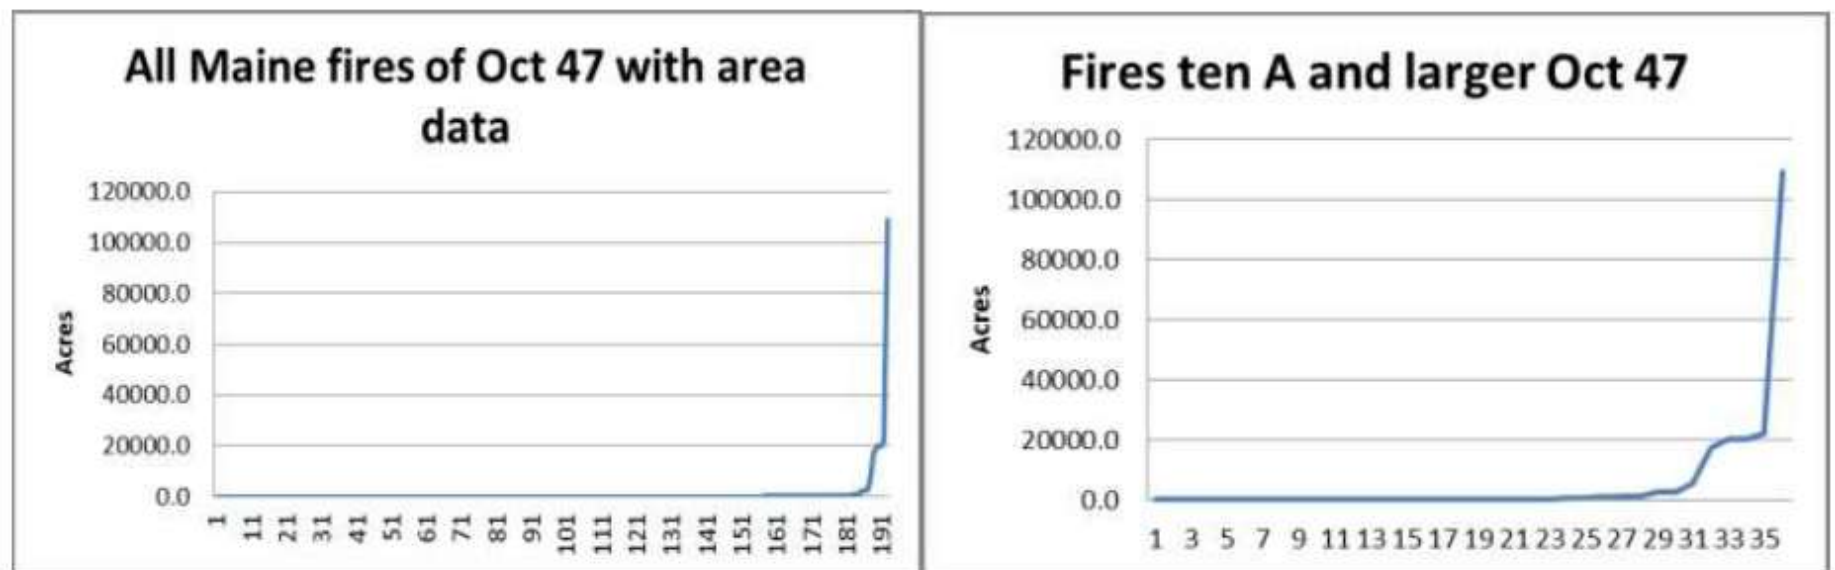 All Maine fires of Oct 47 with area
data
120000.0
100000.0
80000.0
60000.0
40000.0
20000.0
0.0
Acres
1 11 21 31 41 51 61 71 81 91 101 111 121 131 141 151 161 171 181 191
Fires ten A and larger Oct 47
120000.0
100000.0
80000.0
60000.0
40000.0
20000.0
0.0
Acres
1 3 5 7 9 11 13 15 17 19 21 23 25 27 29 31 33 35